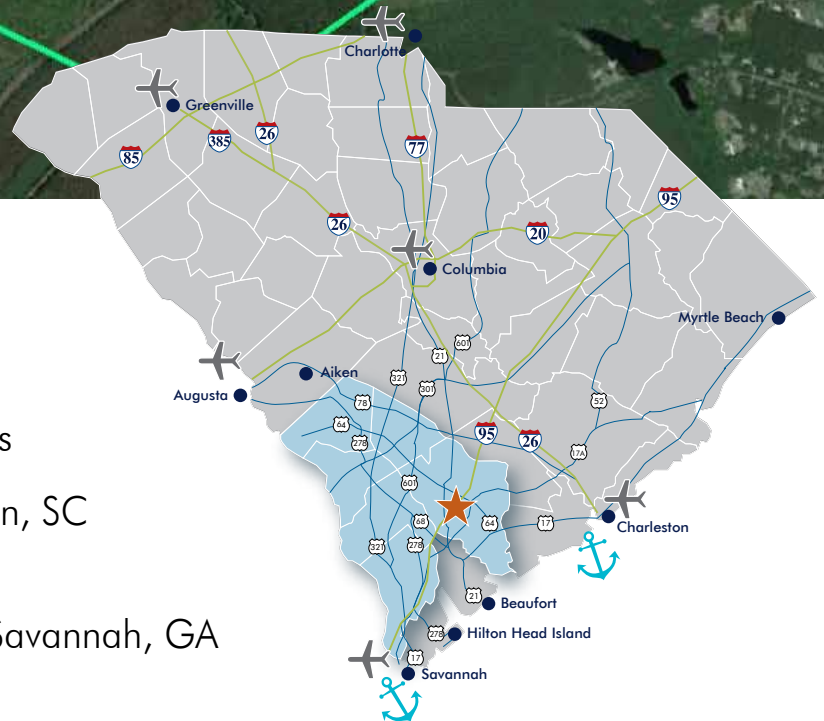 Charlotte
Greenville
85
385
26
77
95
26
20
Columbia
Myrtle Beach
601
21
321
301
Aiken
Augusta
78
52
64
278
95
26
17A
s
601
n, SC
68
64
17
Charleston
321
278
21
Beaufort
Savannah, GA
278
Hilton Head Island
17
Savannah